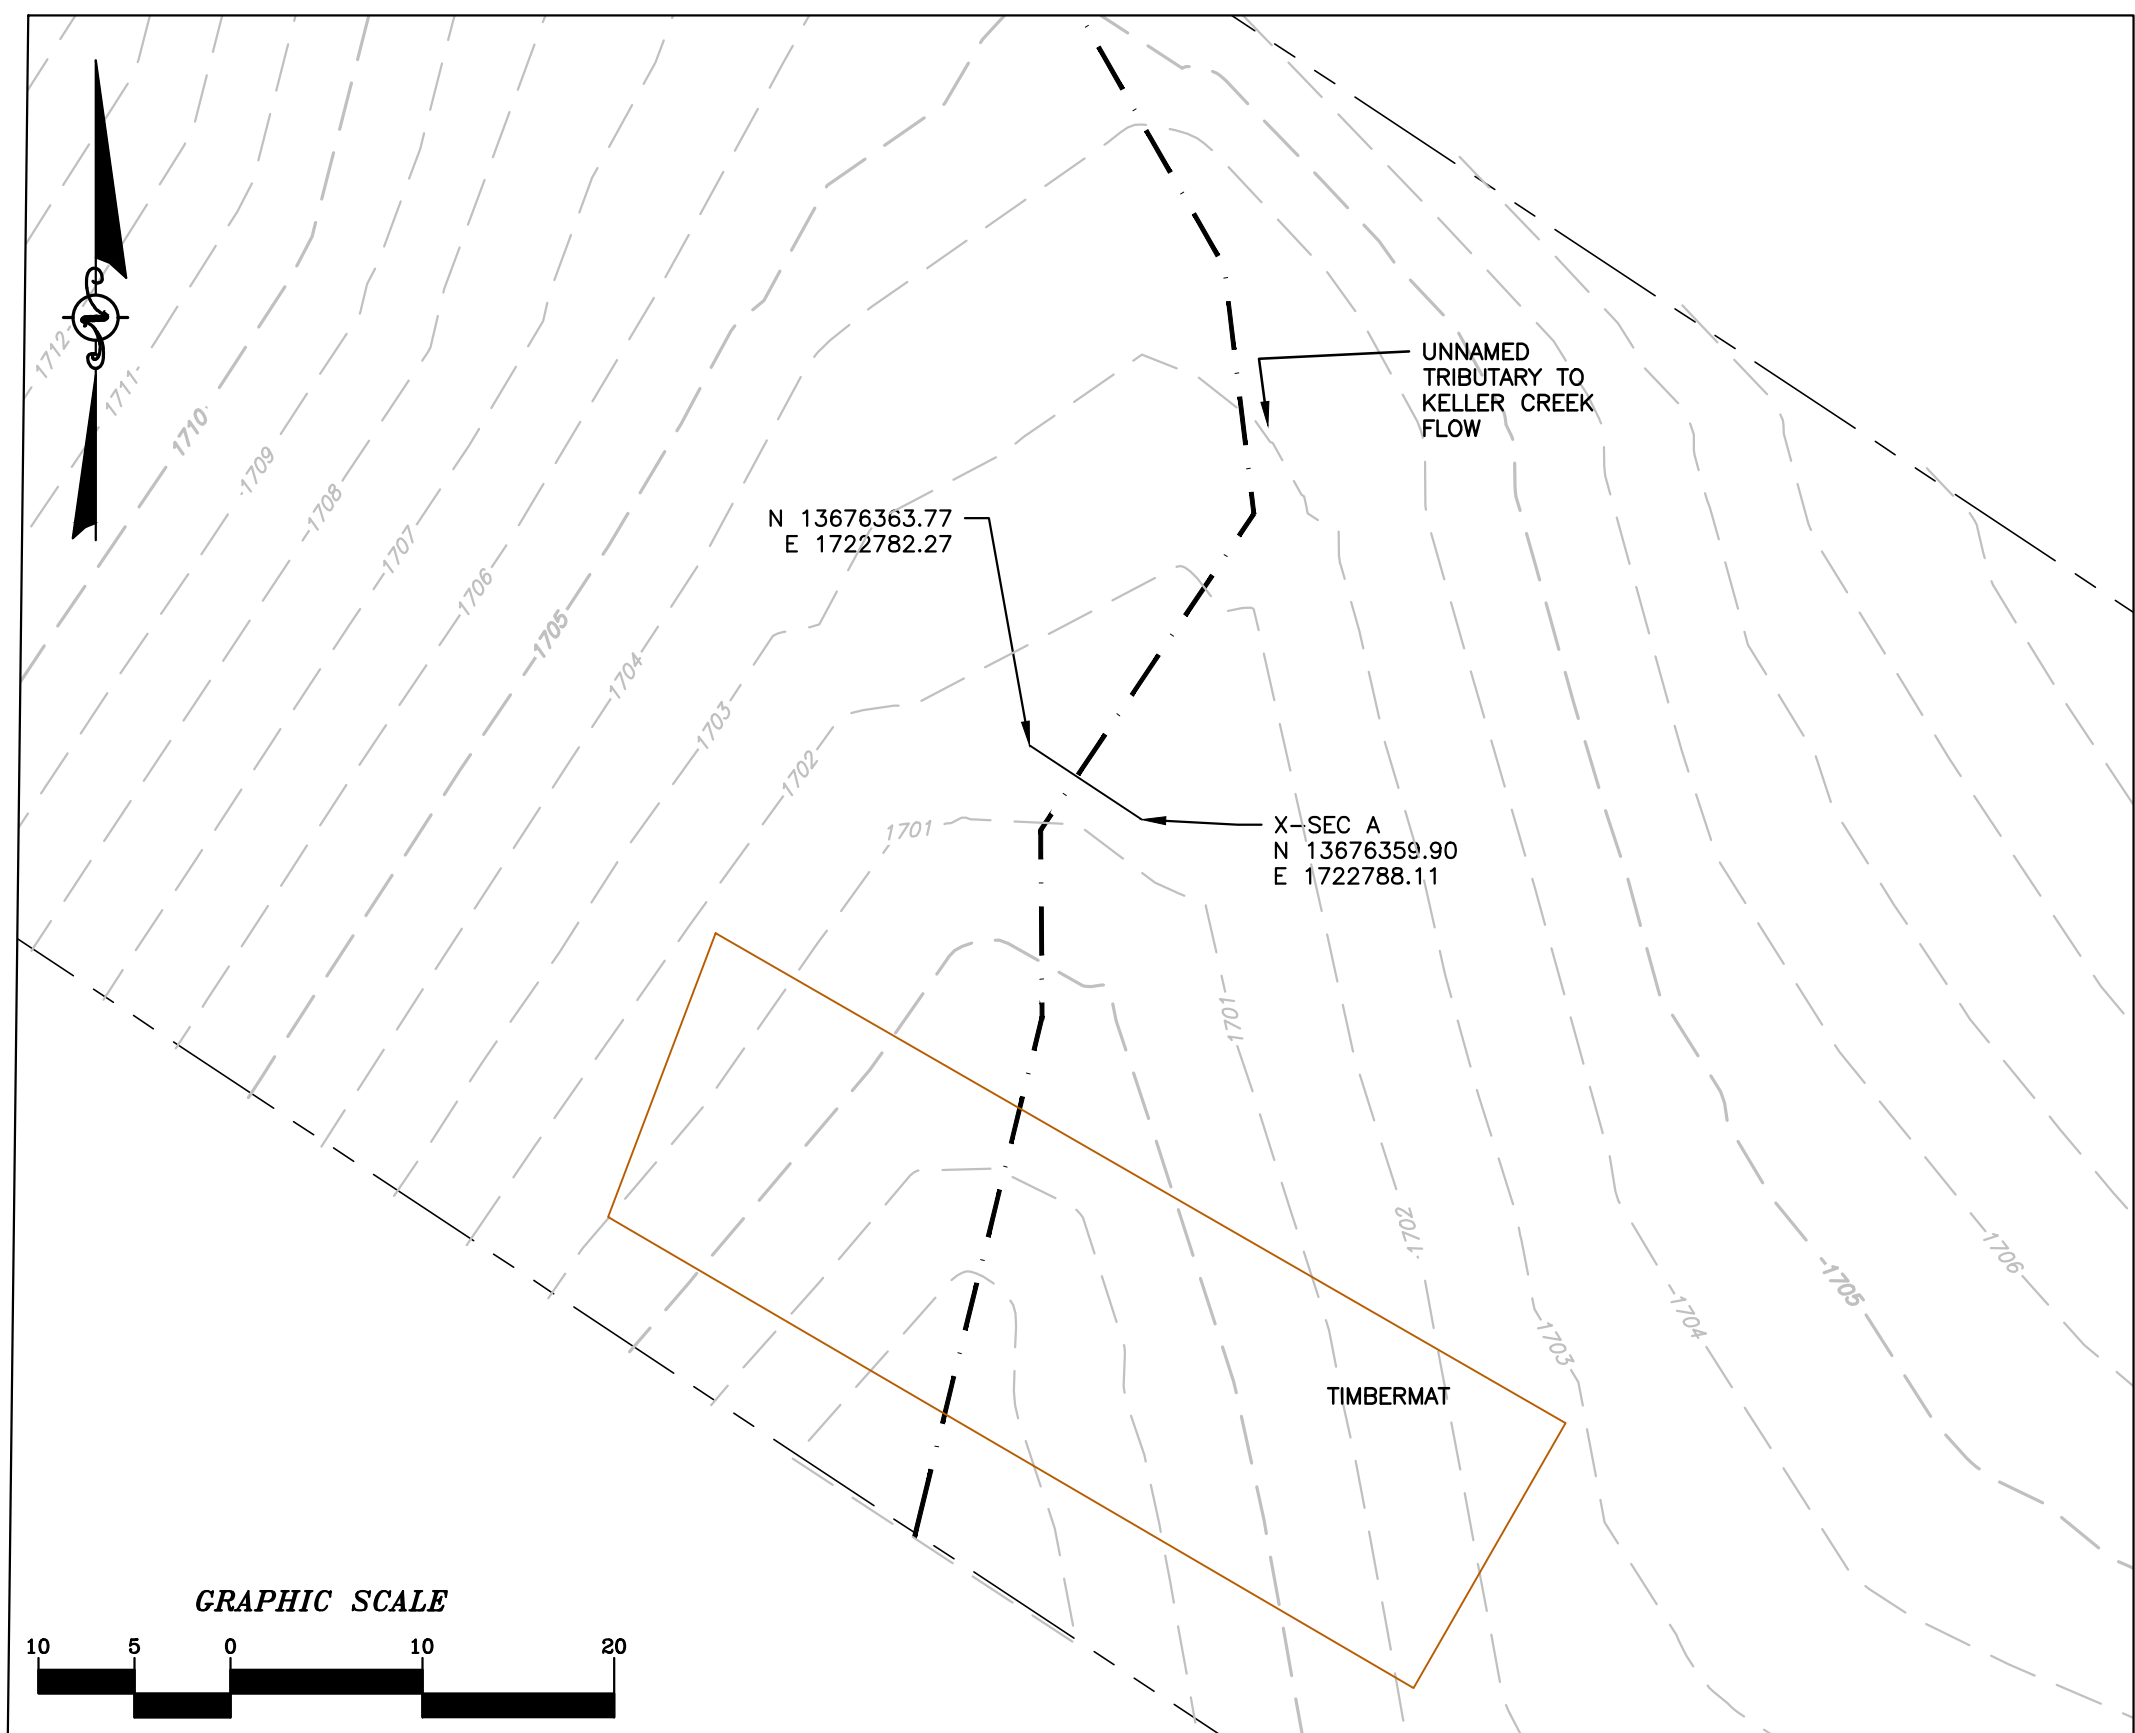 UNNAMED
TRIBUTARY TO
KELLER CREEK
FLOW
1712
1711
1710
1709
1708
1707
1706
1705
1704
1703
1702
1701
N 13676363.77
E 1722782.27
X-SEC A
N 13676359.90
E 1722788.11
1701
1702
1703
1704
1705
1706
TIMBERMAT
GRAPHIC SCALE
10 5 0 10 20
N